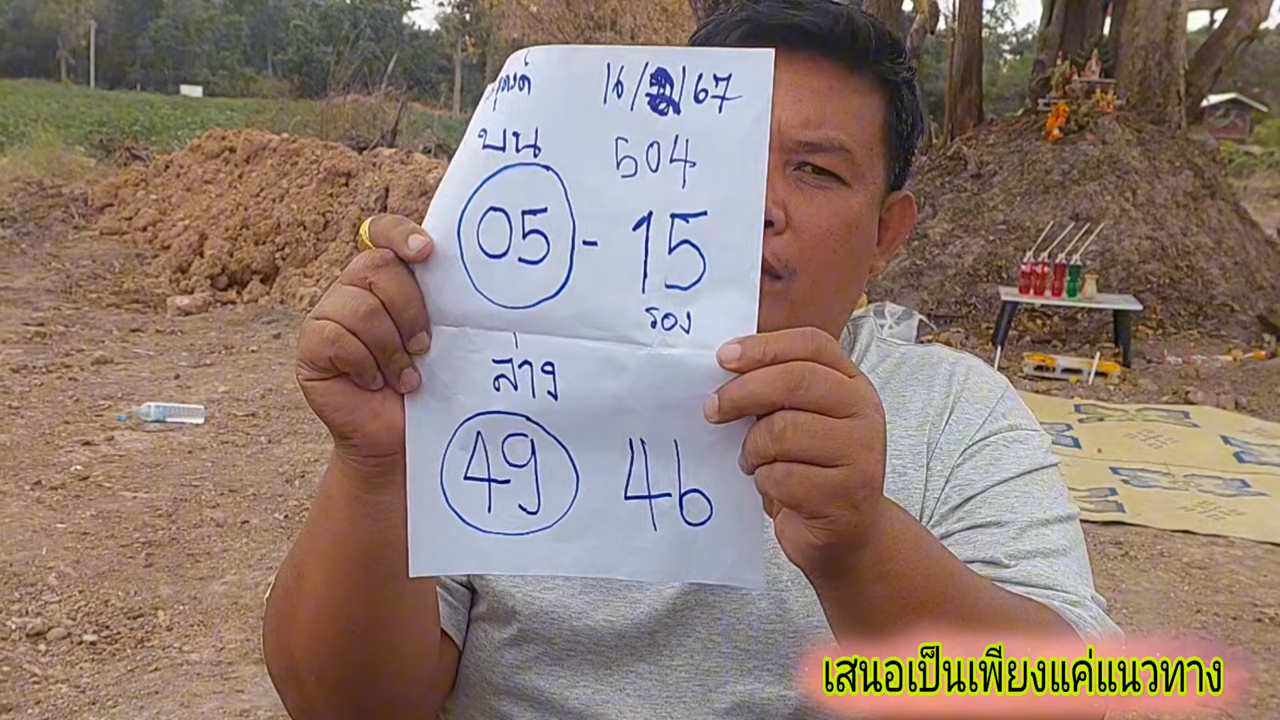 16/ /67
บน 504
05 - 15
รอง
ล่าง
49 46
เสนอเป็นเพียงแค่แนวทาง